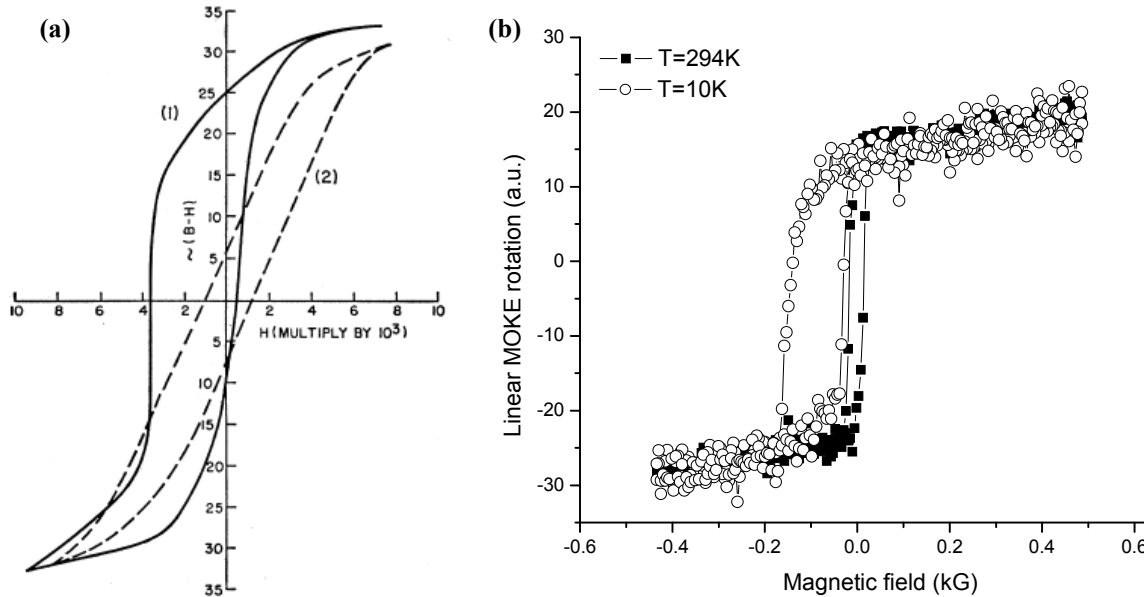 (a)
35
30
25
20
15
10
5
(1)
(2)
~(B-H)
10 8 6 4 2 2 4 6 8 10
H(MULTIPLY BY 10³)
5
10
15
20
25
30
35
(b)
T=294K
T=10K
Linear MOKE rotation (a.u.)
30
20
10
0
-10
-20
-30
-0.6 -0.4 -0.2 0.0 0.2 0.4 0.6
Magnetic field (kG)